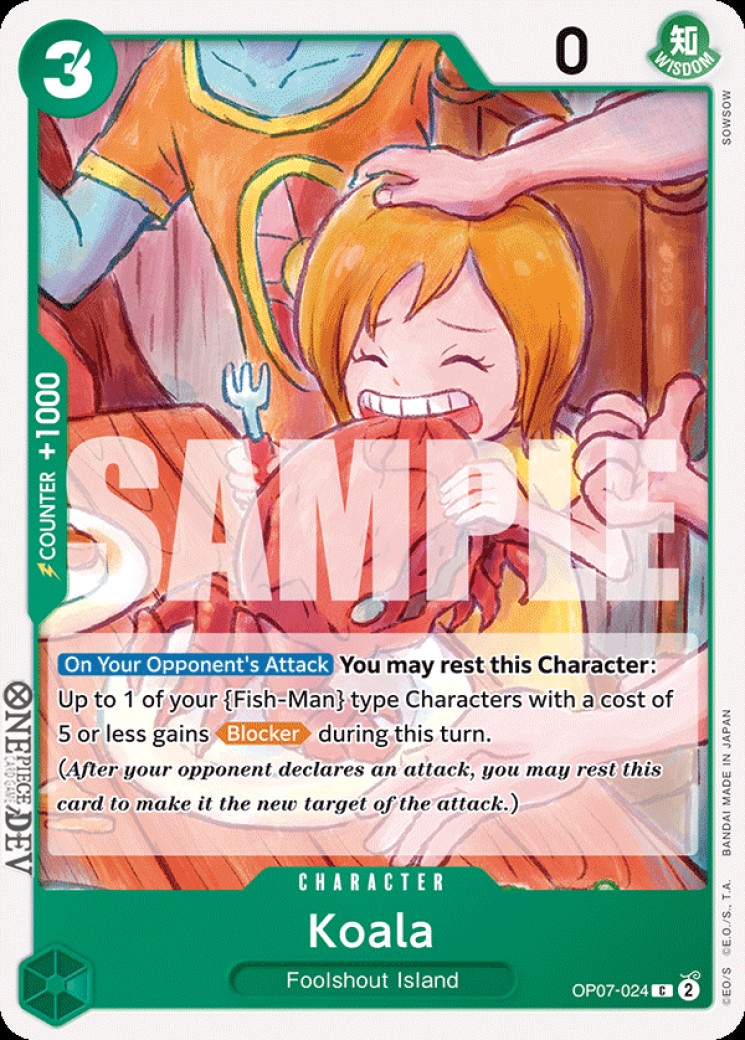 3
0
知
WISDOM
SOWSOW
COUNTER +1000
SAMPLE
On Your Opponent's Attack You may rest this Character:
Up to 1 of your {Fish-Man} type Characters with a cost of
5 or less gains Blocker during this turn.
(After your opponent declares an attack, you may rest this
card to make it the new target of the attack.)
ONE PIECE
CARD GAME
/DEV
BANDAI MADE IN JAPAN
©EO/S ©E.O./S., T.A.
CHARACTER
Koala
Foolshout Island
OP07-024 C 2